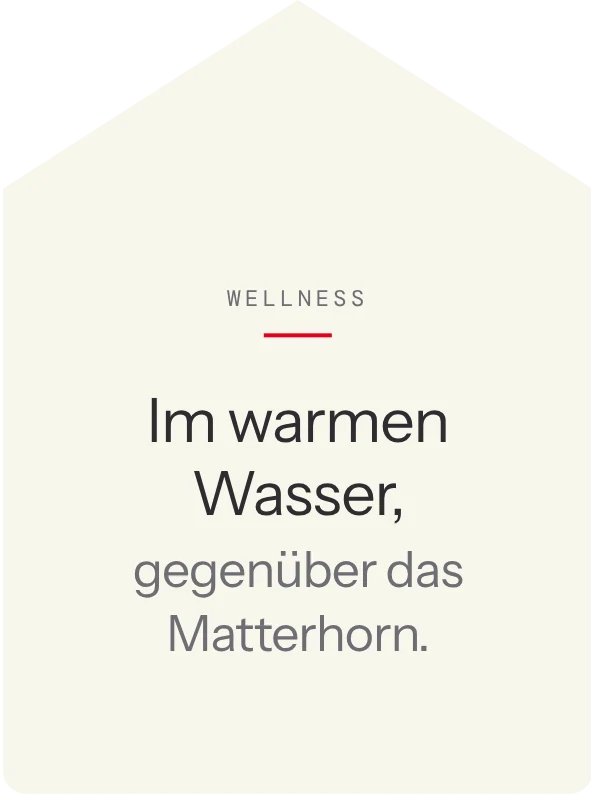 WELLNESS
Im warmen
Wasser,
gegenüber das
Matterhorn.